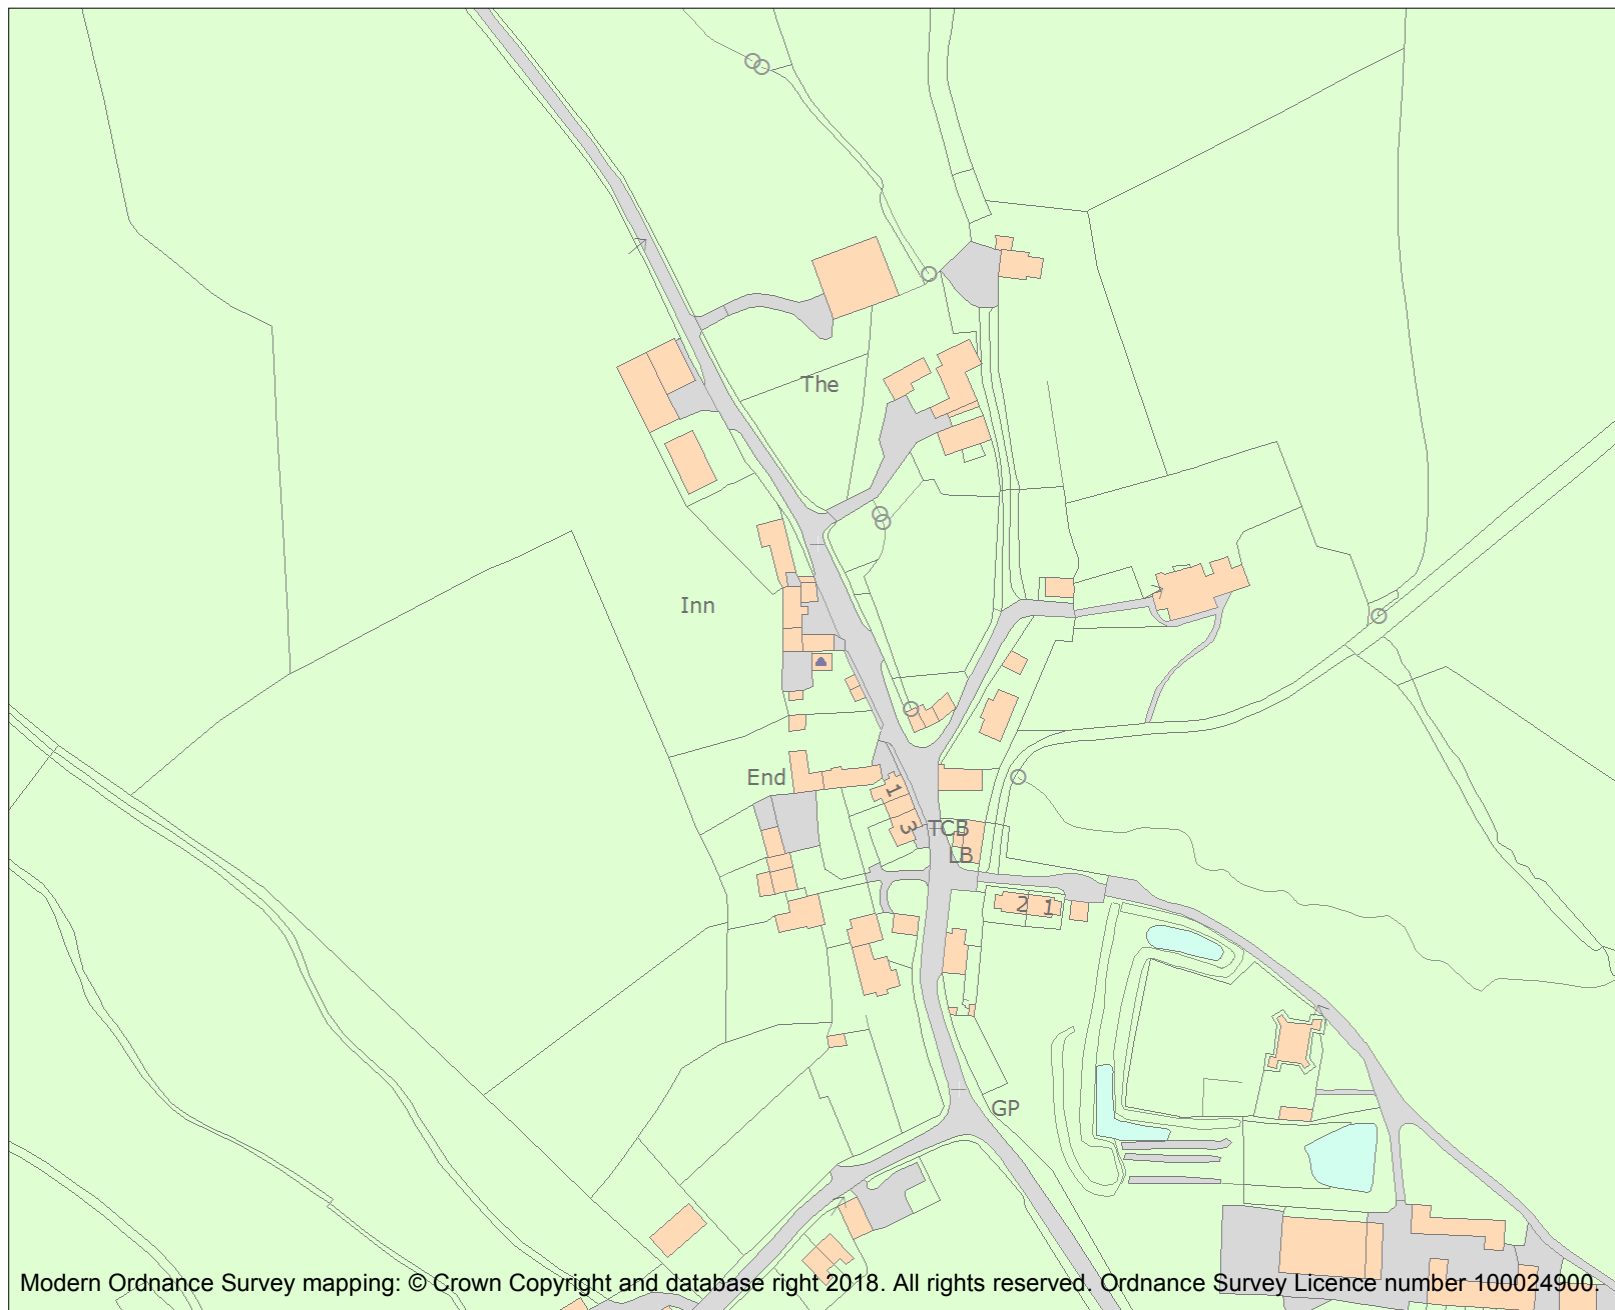 The
Inn
End
1
3
TCB
LB
2 1
GP
Modern Ordnance Survey mapping: © Crown Copyright and database right 2018. All rights reserved. Ordnance Survey Licence number 100024900.